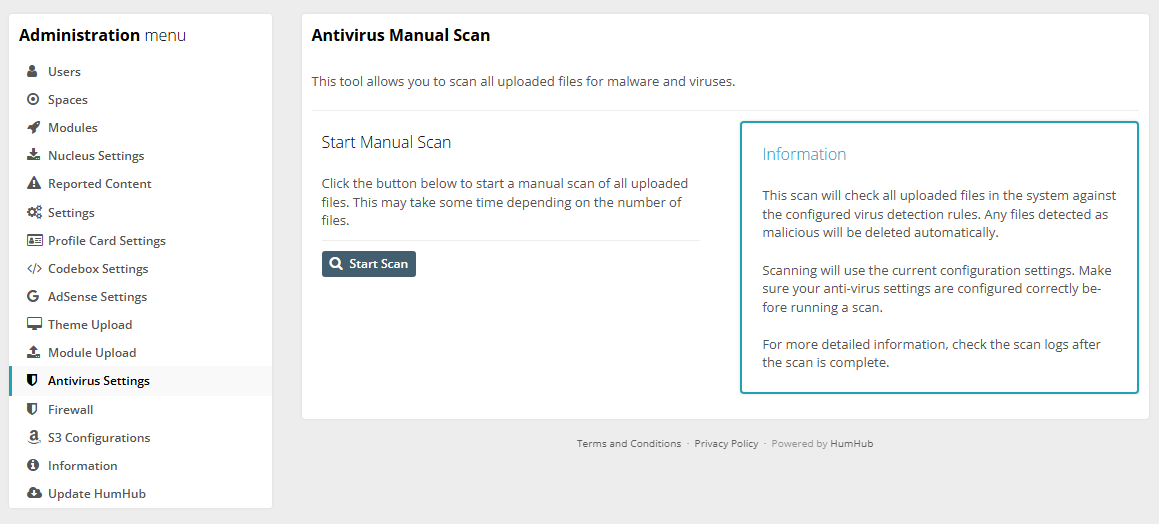 Administration menu
Users
Spaces
Modules
Nucleus Settings
Reported Content
Settings
Profile Card Settings
Codebox Settings
AdSense Settings
Theme Upload
Module Upload
Antivirus Settings
Firewall
S3 Configurations
Information
Update HumHub
Antivirus Manual Scan
This tool allows you to scan all uploaded files for malware and viruses.
Start Manual Scan
Click the button below to start a manual scan of all uploaded
files. This may take some time depending on the number of
files.
Start Scan
Information
This scan will check all uploaded files in the system against
the configured virus detection rules. Any files detected as
malicious will be deleted automatically.
Scanning will use the current configuration settings. Make
sure your anti-virus settings are configured correctly be-
fore running a scan.
For more detailed information, check the scan logs after
the scan is complete.
Terms and Conditions · Privacy Policy · Powered by HumHub